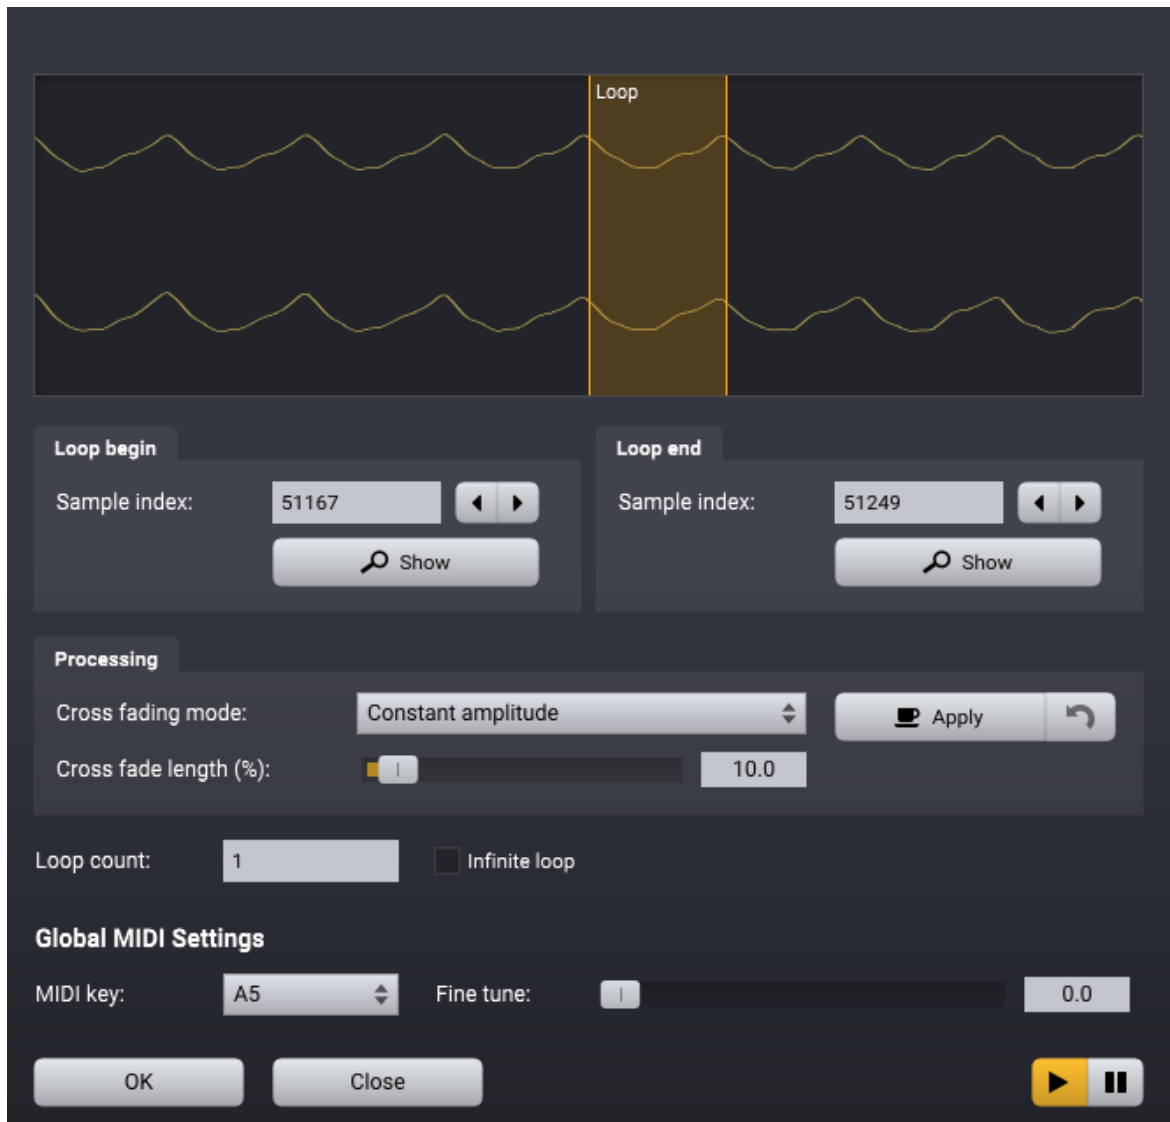 Loop
Loop begin
Loop end
Sample index: 51167
Sample index: 51249
Show
Show
Processing
Cross fading mode: Constant amplitude
Apply
Cross fade length (%): 10.0
Loop count: 1
Infinite loop
Global MIDI Settings
MIDI key: A5
Fine tune: 0.0
OK
Close